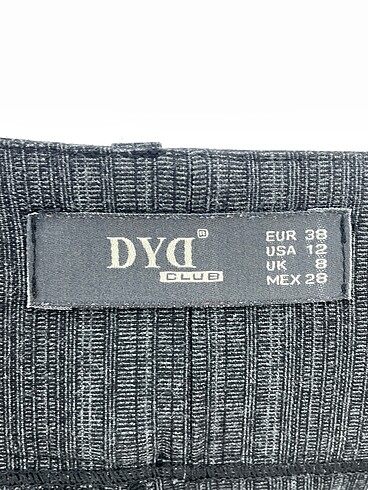 DYD ®
CLUB
EUR 38
USA 12
UK 8
MEX 28